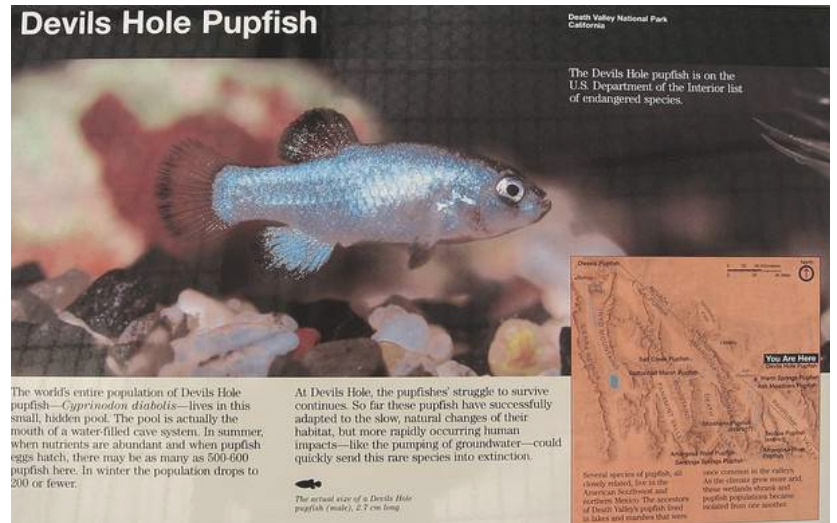 Devils Hole Pupfish
Death Valley National Park
California
The Devils Hole pupfish is on the
U.S. Department of the Interior list
of endangered species.
The world's entire population of Devils Hole
pupfish—Cyprinodon diabolis—lives in this
small, hidden pool. The pool is actually the
mouth of a water-filled cave system. In summer,
when nutrients are abundant and when pupfish
eggs hatch, there may be as many as 500-600
pupfish here. In winter the population drops to
200 or fewer.
At Devils Hole, the pupfishes' struggle to survive
continues. So far these pupfish have successfully
adapted to the slow, natural changes of their
habitat, but more rapidly occurring human
impacts—like the pumping of groundwater—could
quickly send this rare species into extinction.
The actual size of a Devils Hole
pupfish (male), 2.7 cm long.
Owens Pupfish
You Are Here
Devils Hole Pupfish
Warm Springs Pupfish
Ash Meadows Pupfish
Salt Creek Pupfish
Cottonball Marsh Pupfish
Shoshone Pupfish
Amargosa River Pupfish
Saratoga Springs Pupfish
Several species of pupfish, all
closely related, live in the
American Southwest and
northern Mexico. The ancestors
of Death Valley's pupfish lived
in lakes and marshes that were
once common in the valleys.
As the climate grew more arid,
these wetlands shrank and
pupfish populations became
isolated from one another.